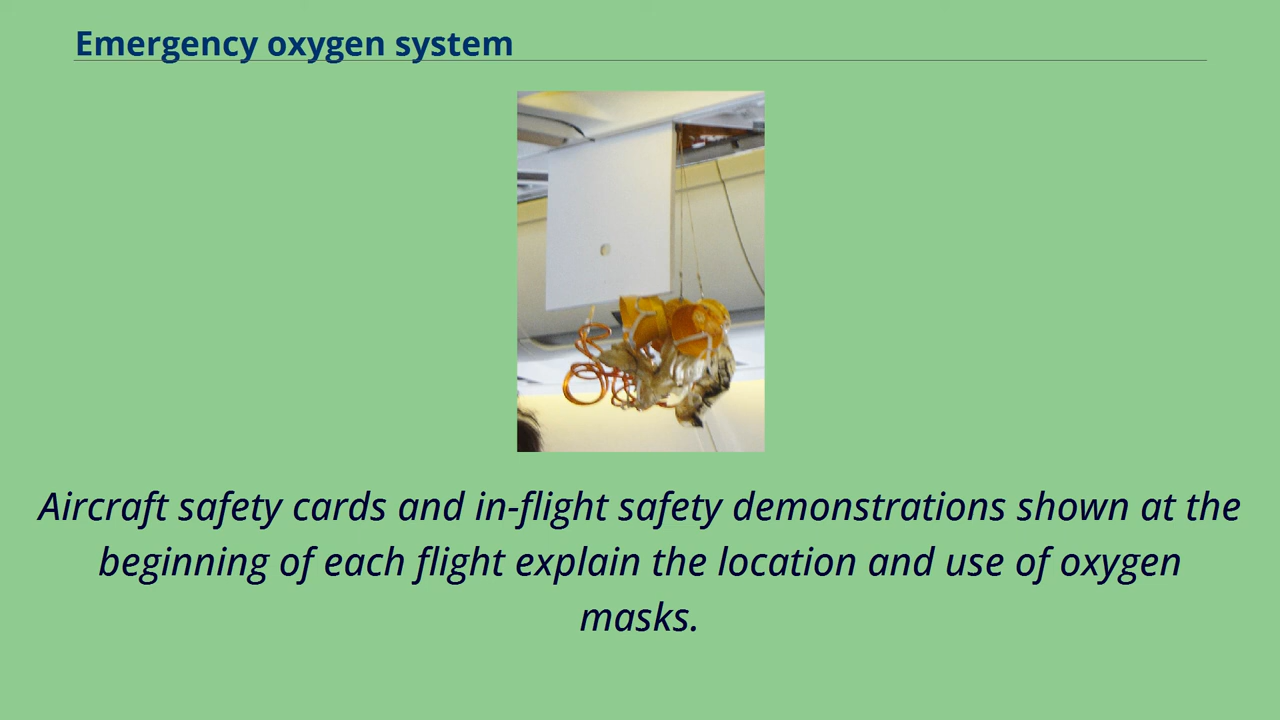 Emergency oxygen system
Aircraft safety cards and in-flight safety demonstrations shown at the
beginning of each flight explain the location and use of oxygen
masks.